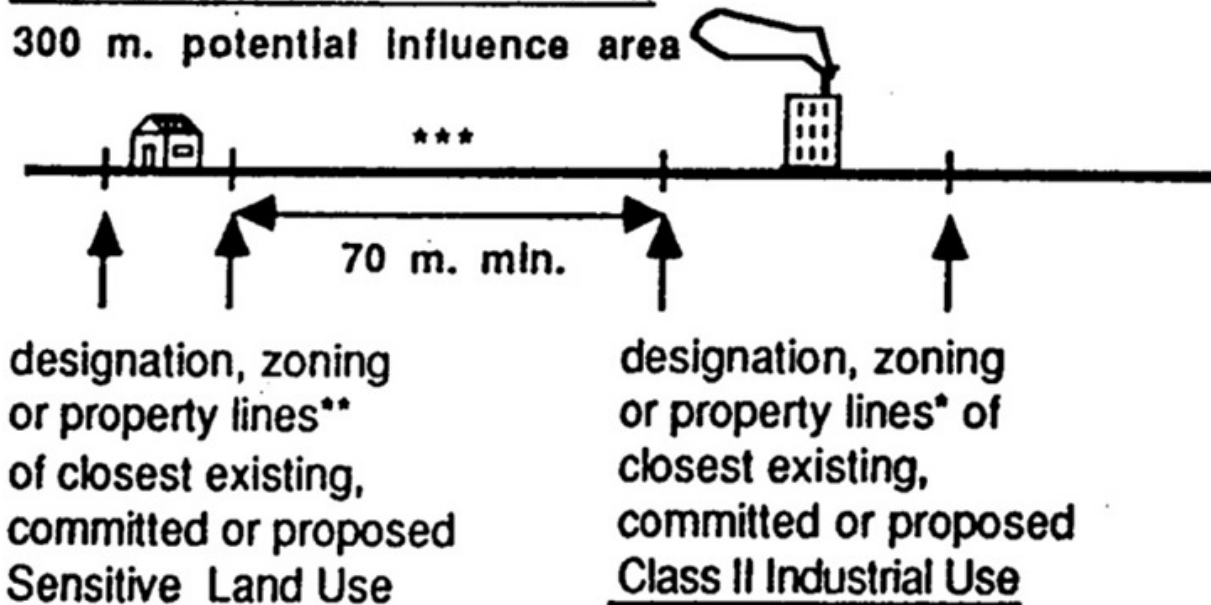 300 m. potential influence area
***
70 m. min.
designation, zoning
or property lines**
of closest existing,
committed or proposed
Sensitive Land Use
designation, zoning
or property lines* of
closest existing,
committed or proposed
Class II Industrial Use